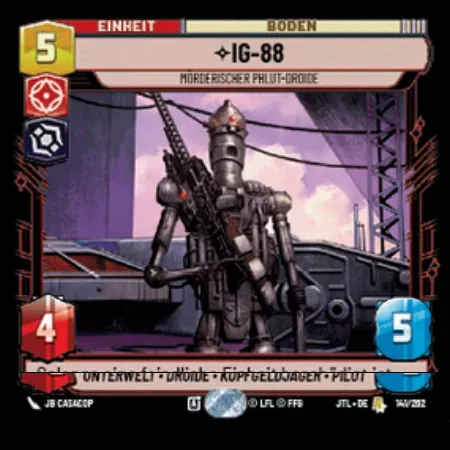 EINHEIT BODEN
5
IG-88
MÖRDERISCHER PHLUT-DROIDE
4
5
UNTERWELT • DROIDE • KOPFGELDJÄGER • PILOT
JB CASACOP A © LFL © FFG JTL • DE 141/262